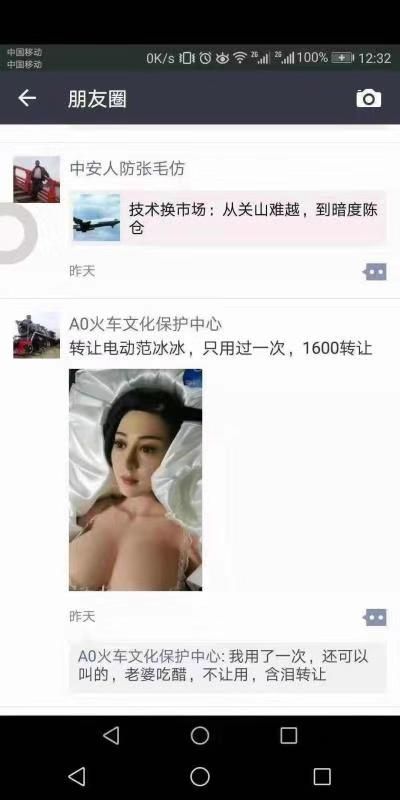 中国移动
中国移动
0K/s 2G 2G 100% 12:32
朋友圈
中安人防张毛仿
技术换市场：从关山难越，到暗度陈
仓
昨天
A0火车文化保护中心
转让电动范冰冰，只用过一次，1600转让
昨天
A0火车文化保护中心: 我用了一次，还可以
叫的，老婆吃醋，不让用，含泪转让